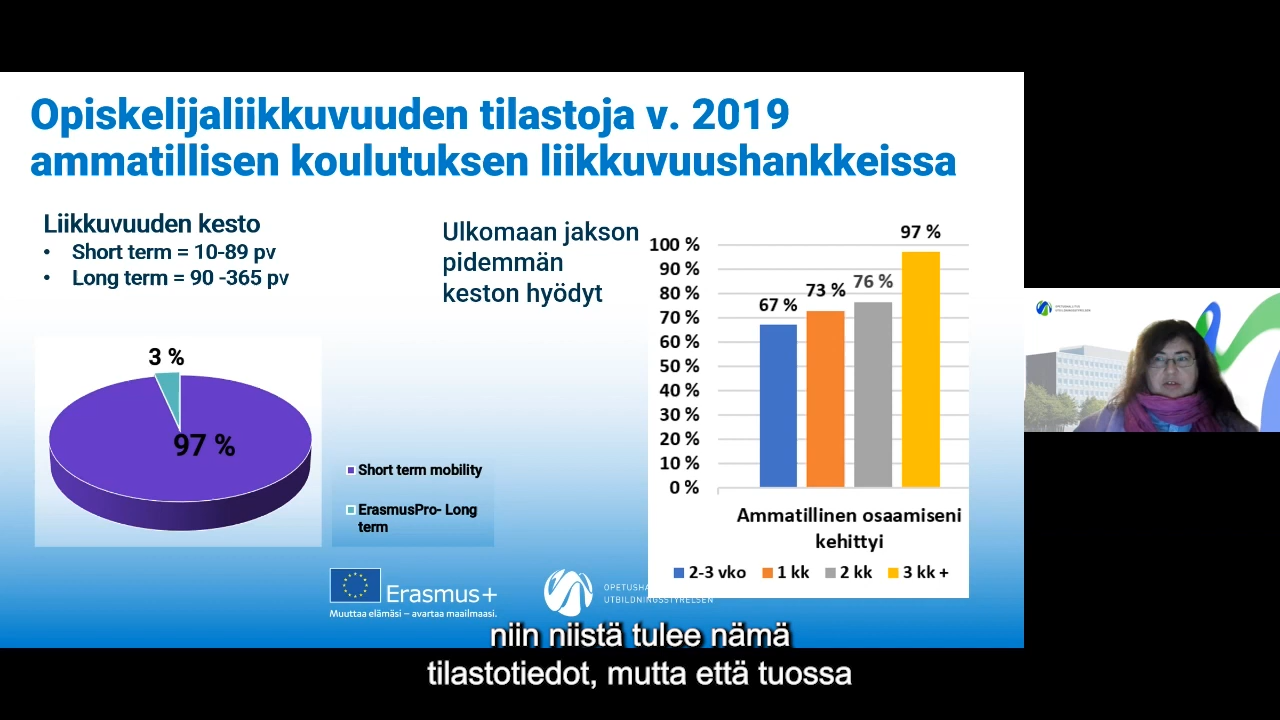 Opiskelijaliikkuvuuden tilastoja v. 2019
ammatillisen koulutuksen liikkuvuushankkeissa
Liikkuvuuden kesto
• Short term = 10-89 pv
• Long term = 90 -365 pv
3 %
97 %
Short term mobility
ErasmusPro- Long
term
Ulkomaan jakson
pidemmän
keston hyödyt
100 %
90 %
80 %
70 %
60 %
50 %
40 %
30 %
20 %
10 %
0 %
67 %
73 %
76 %
97 %
Ammatillinen osaamiseni
kehittyi
2-3 vko
1 kk
2 kk
3 kk +
Erasmus+
Muuttaa elämäsi – avartaa maailmaasi.
UTBILDNINGSSTYRELSEN
niin niistä tulee nämä
tilastotiedot, mutta että tuossa